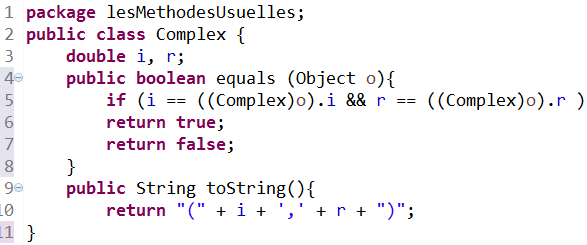 1 package lesMethodesUsuelles;
2 public class Complex {
3     double i, r;
4     public boolean equals (Object o){
5         if (i == ((Complex)o).i && r == ((Complex)o).r )
6         return true;
7         return false;
8     }
9     public String toString(){
10         return "(" + i + ',' + r + ")";
11 }